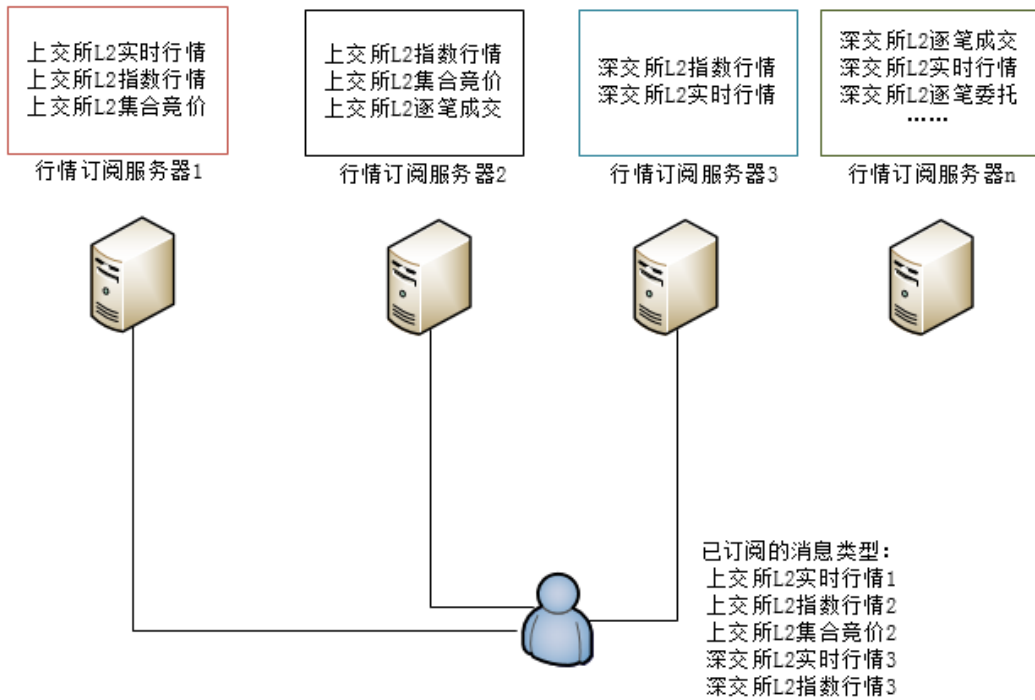 上交所L2实时行情
上交所L2指数行情
上交所L2集合竞价
行情订阅服务器1
上交所L2指数行情
上交所L2集合竞价
上交所L2逐笔成交
行情订阅服务器2
深交所L2指数行情
深交所L2实时行情
行情订阅服务器3
深交所L2逐笔成交
深交所L2实时行情
深交所L2逐笔委托
……
行情订阅服务器n
已订阅的消息类型：
上交所L2实时行情1
上交所L2指数行情2
上交所L2集合竞价2
深交所L2实时行情3
深交所L2指数行情3